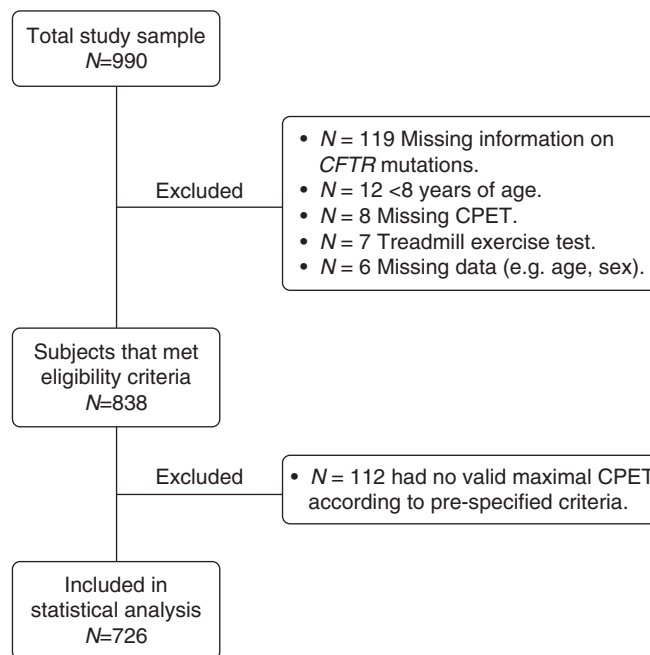 Total study sample
N=990
• N = 119 Missing information on
CFTR mutations.
Excluded
• N = 12 <8 years of age.
• N = 8 Missing CPET.
• N = 7 Treadmill exercise test.
• N = 6 Missing data (e.g. age, sex).
Subjects that met
eligibility criteria
N=838
Excluded
• N = 112 had no valid maximal CPET
according to pre-specified criteria.
Included in
statistical analysis
N=726